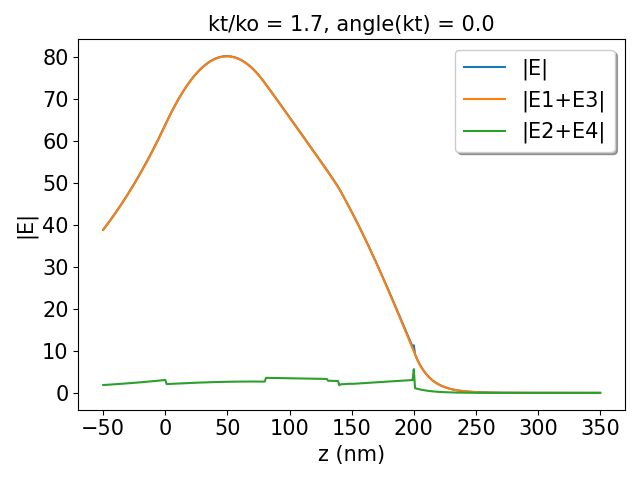 kt/ko = 1.7, angle(kt) = 0.0
|E|
|E1+E3|
|E2+E4|
80
70
60
50
40
30
20
10
0
|E|
−50 0 50 100 150 200 250 300 350
z (nm)